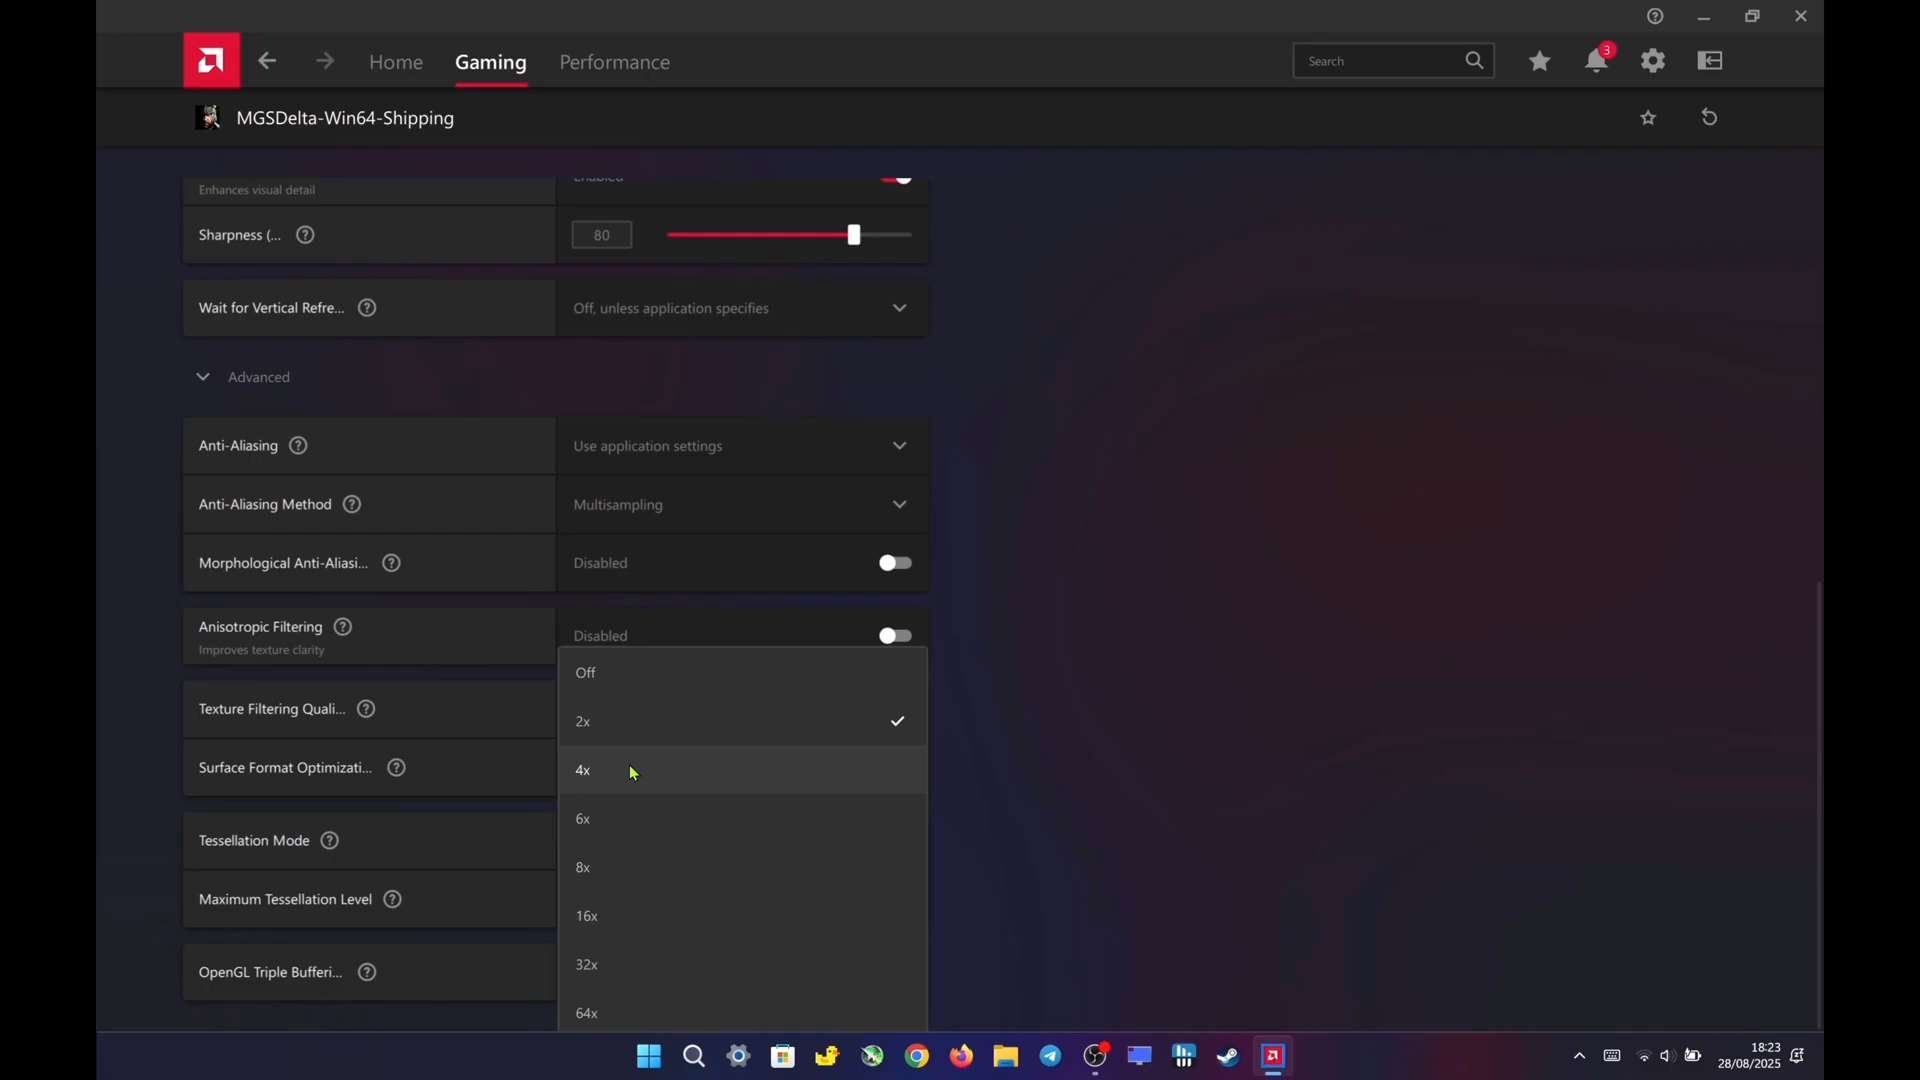 Home
Gaming
Performance
Search
3
MGSDelta-Win64-Shipping
Enhances visual detail
Enabled
Sharpness (...
80
Wait for Vertical Refre...
Off, unless application specifies
Advanced
Anti-Aliasing
Use application settings
Anti-Aliasing Method
Multisampling
Morphological Anti-Aliasi...
Disabled
Anisotropic Filtering
Improves texture clarity
Disabled
Off
Texture Filtering Quali...
2x
Surface Format Optimizati...
4x
6x
Tessellation Mode
8x
Maximum Tessellation Level
16x
OpenGL Triple Bufferi...
32x
64x
18:23
28/08/2025